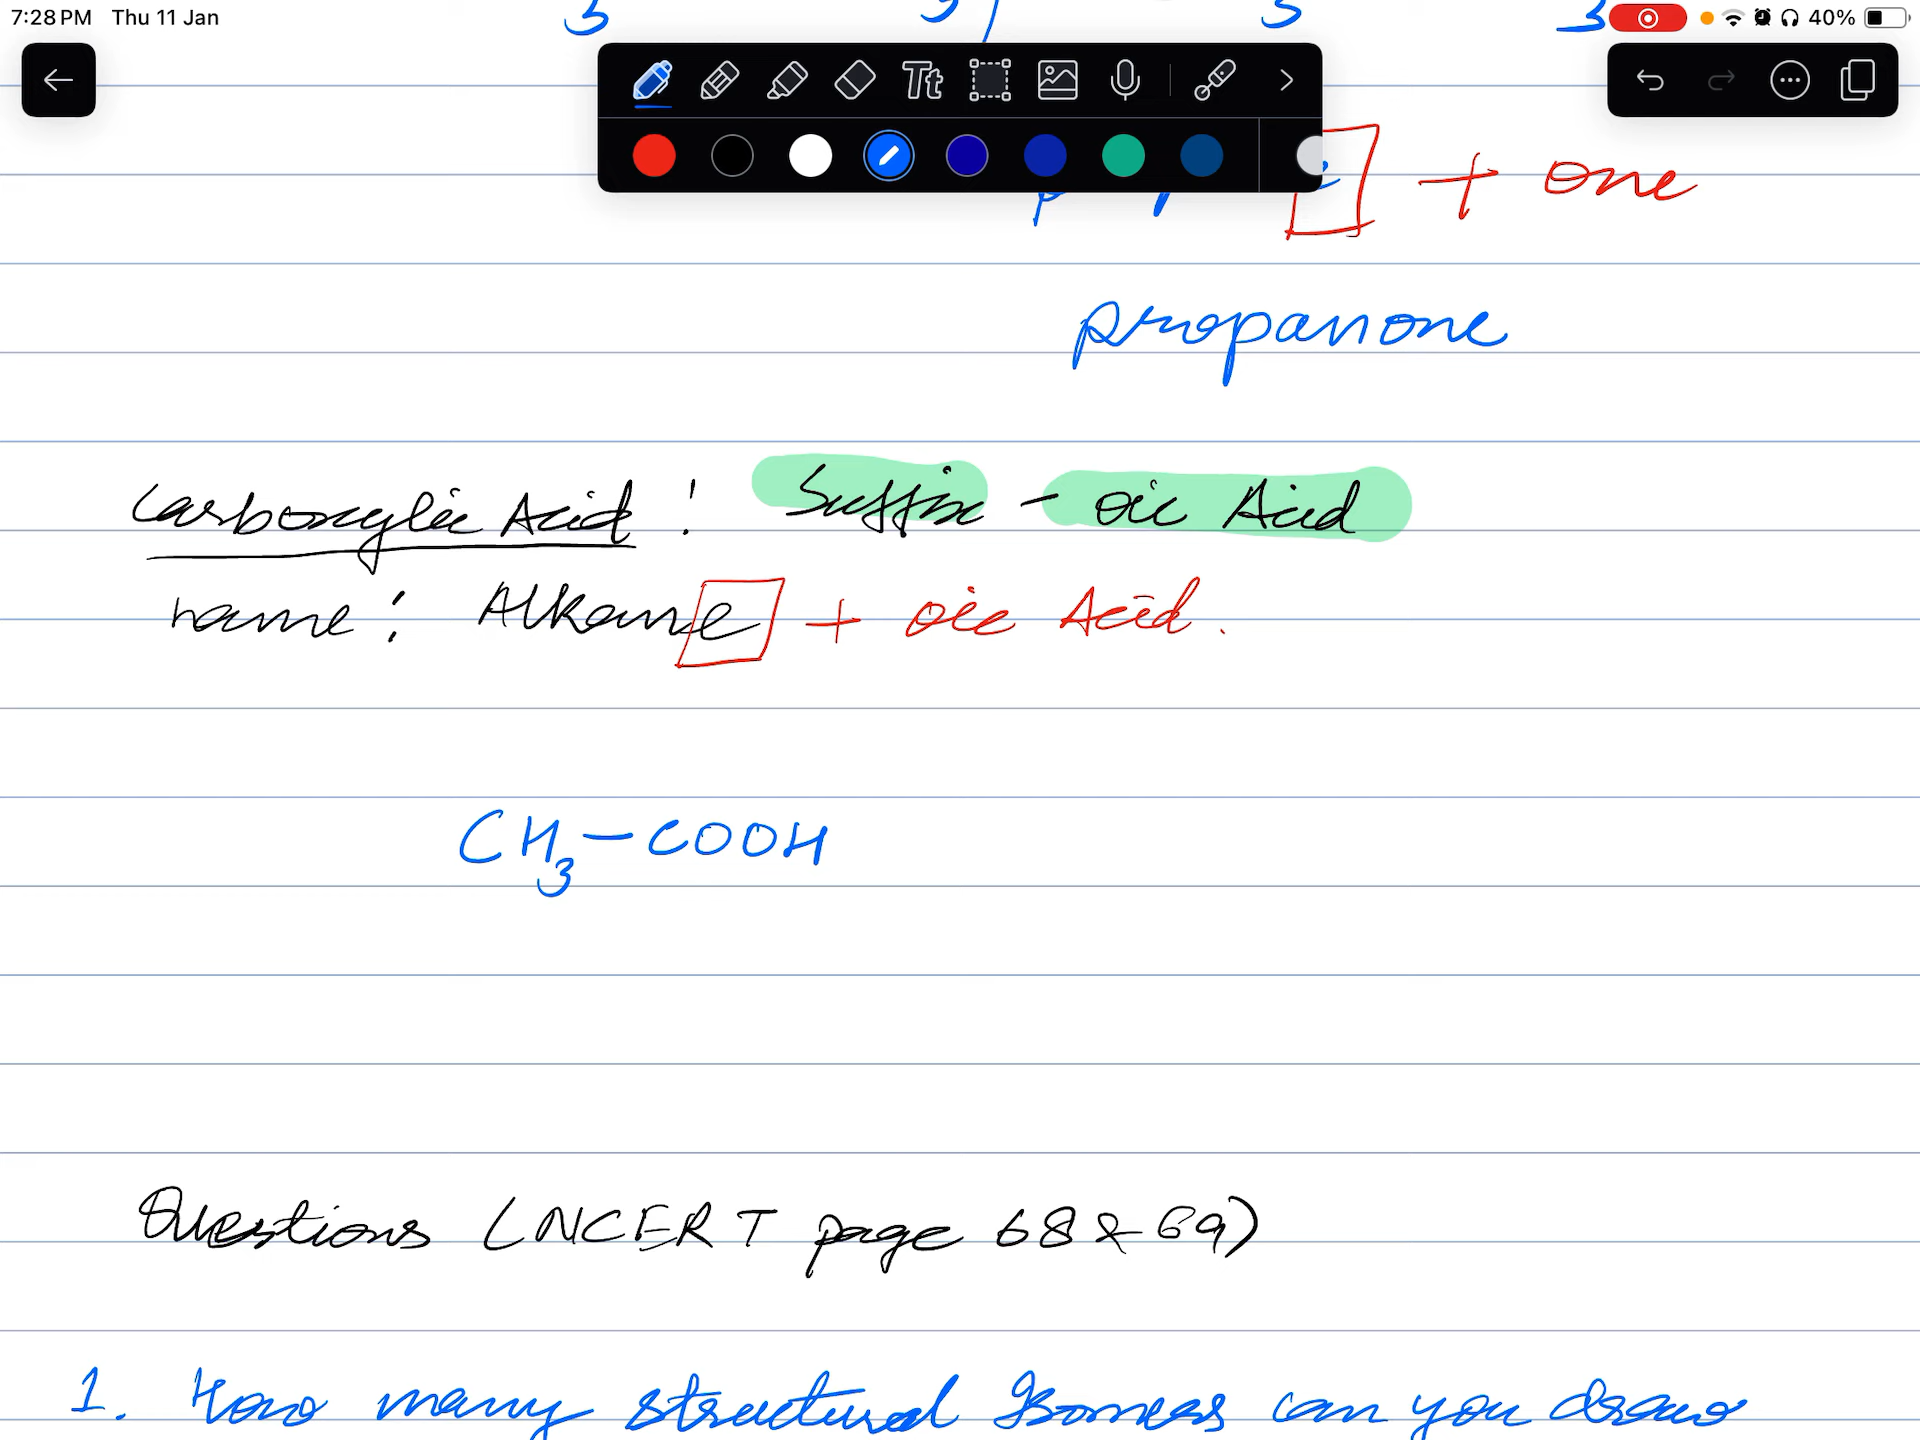 7:28 PM Thu 11 Jan 40%
Tt
+ one
propanone
Carboxylic Acid : Suffix - oic Acid
name : Alkane + oic Acid.
CH3-COOH
Questions (NCERT page 68 & 69)
1. How many structural Isomers can you draw